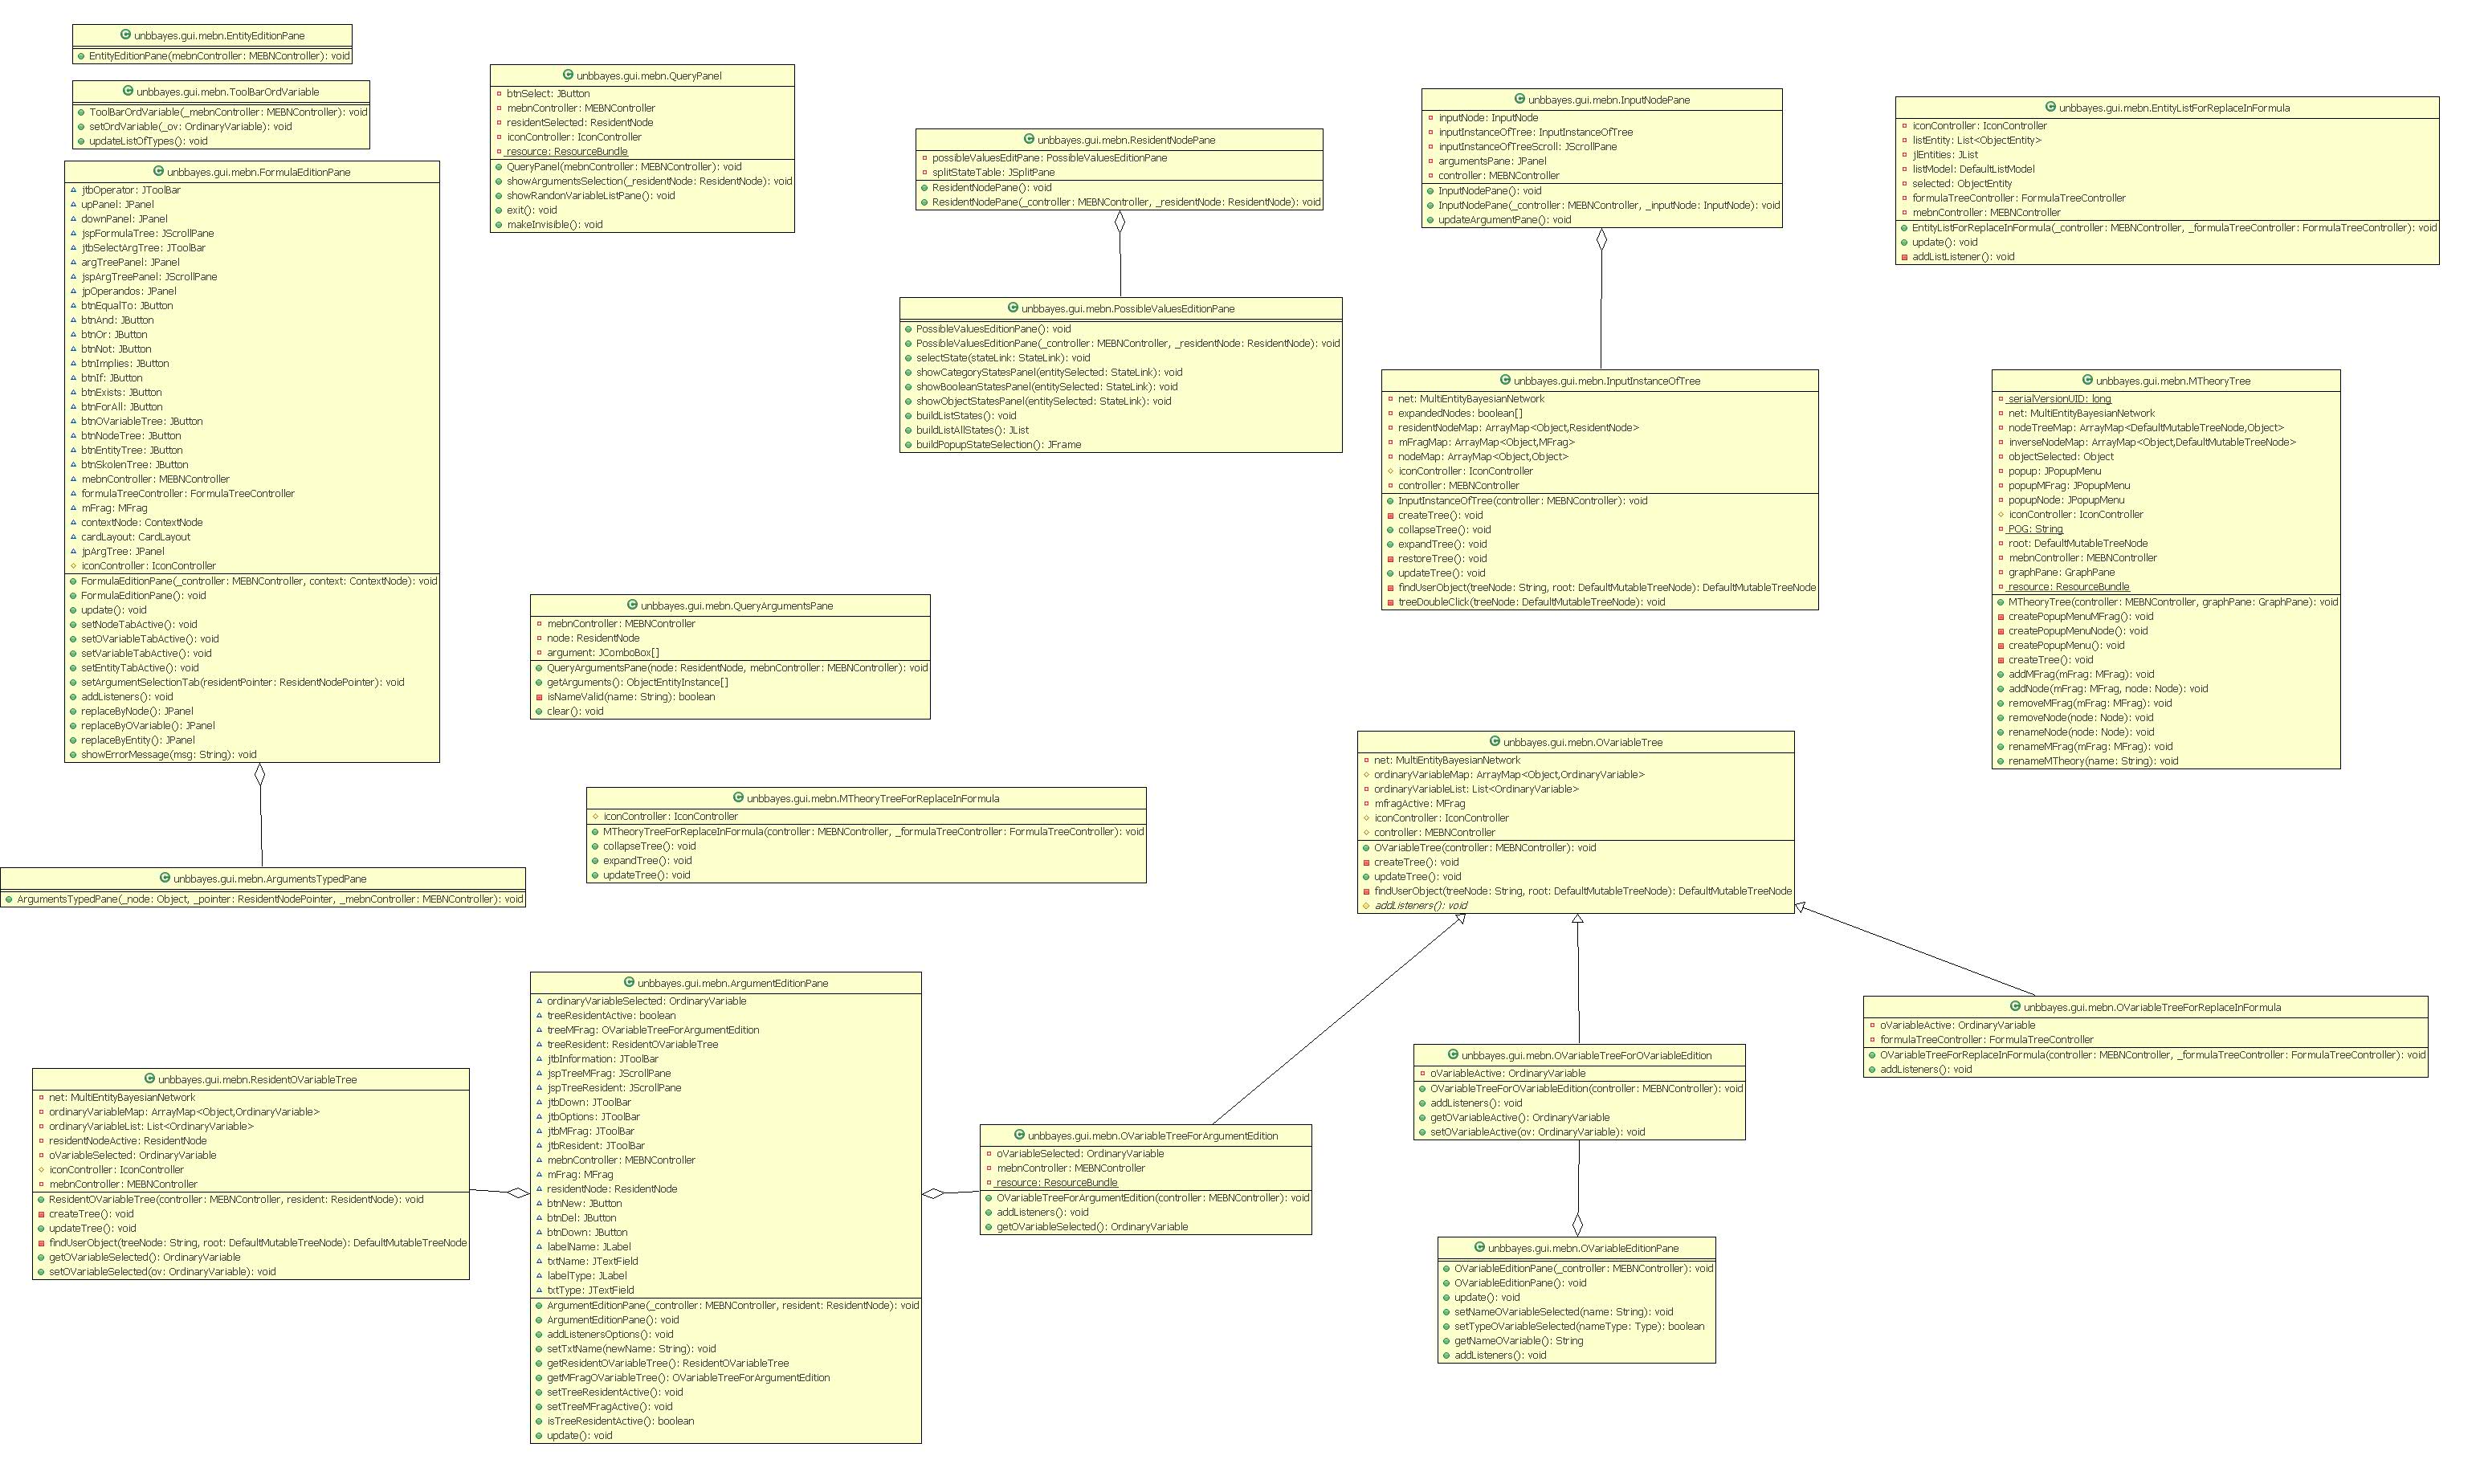 unbbayes.gui.mebn.EntityEditionPane
EntityEditionPane(mebnController: MEBNController): void
unbbayes.gui.mebn.ToolBarOrdVariable
ToolBarOrdVariable(_mebnController: MEBNController): void
setOrdVariable(_ov: OrdinaryVariable): void
updateListOfTypes(): void
unbbayes.gui.mebn.FormulaEditionPane
jtbOperator: JToolBar
upPanel: JPanel
downPanel: JPanel
jspFormulaTree: JScrollPane
jtbSelectArgTree: JToolBar
argTreePanel: JPanel
jspArgTreePanel: JScrollPane
jpOperandos: JPanel
btnEqualTo: JButton
btnAnd: JButton
btnOr: JButton
btnNot: JButton
btnImplies: JButton
btnIf: JButton
btnExists: JButton
btnForAll: JButton
btnOVariableTree: JButton
btnNodeTree: JButton
btnEntityTree: JButton
btnSkolenTree: JButton
mebnController: MEBNController
formulaTreeController: FormulaTreeController
mFrag: MFrag
contextNode: ContextNode
cardLayout: CardLayout
jpArgTree: JPanel
iconController: IconController
FormulaEditionPane(_controller: MEBNController, context: ContextNode): void
FormulaEditionPane(): void
update(): void
setNodeTabActive(): void
setOVariableTabActive(): void
setVariableTabActive(): void
setEntityTabActive(): void
setArgumentSelectionTab(residentPointer: ResidentNodePointer): void
addListeners(): void
replaceByNode(): JPanel
replaceByOVariable(): JPanel
replaceByEntity(): JPanel
showErrorMessage(msg: String): void
unbbayes.gui.mebn.ArgumentsTypedPane
ArgumentsTypedPane(_node: Object, _pointer: ResidentNodePointer, _mebnController: MEBNController): void
unbbayes.gui.mebn.QueryPanel
btnSelect: JButton
mebnController: MEBNController
residentSelected: ResidentNode
iconController: IconController
resource: ResourceBundle
QueryPanel(mebnController: MEBNController): void
showArgumentsSelection(_residentNode: ResidentNode): void
showRandonVariableListPane(): void
exit(): void
makeInvisible(): void
unbbayes.gui.mebn.ResidentNodePane
possibleValuesEditPane: PossibleValuesEditionPane
splitStateTable: JSplitPane
ResidentNodePane(): void
ResidentNodePane(_controller: MEBNController, _residentNode: ResidentNode): void
unbbayes.gui.mebn.PossibleValuesEditionPane
PossibleValuesEditionPane(): void
PossibleValuesEditionPane(_controller: MEBNController, _residentNode: ResidentNode): void
selectState(stateLink: StateLink): void
showCategoryStatesPanel(entitySelected: StateLink): void
showBooleanStatesPanel(entitySelected: StateLink): void
showObjectStatesPanel(entitySelected: StateLink): void
buildListStates(): void
buildListAllStates(): JList
buildPopupStateSelection(): JFrame
unbbayes.gui.mebn.InputNodePane
inputNode: InputNode
inputInstanceOfTree: InputInstanceOfTree
inputInstanceOfTreeScroll: JScrollPane
argumentsPane: JPanel
controller: MEBNController
InputNodePane(): void
InputNodePane(_controller: MEBNController, _inputNode: InputNode): void
updateArgumentPane(): void
unbbayes.gui.mebn.InputInstanceOfTree
net: MultiEntityBayesianNetwork
expandedNodes: boolean[]
residentNodeMap: ArrayMap<Object,ResidentNode>
mFragMap: ArrayMap<Object,MFrag>
nodeMap: ArrayMap<Object,Object>
iconController: IconController
controller: MEBNController
InputInstanceOfTree(controller: MEBNController): void
createTree(): void
collapseTree(): void
expandTree(): void
restoreTree(): void
updateTree(): void
findUserObject(treeNode: String, root: DefaultMutableTreeNode): DefaultMutableTreeNode
treeDoubleClick(treeNode: DefaultMutableTreeNode): void
unbbayes.gui.mebn.EntityListForReplaceInFormula
iconController: IconController
listEntity: List<ObjectEntity>
jlEntities: JList
listModel: DefaultListModel
selected: ObjectEntity
formulaTreeController: FormulaTreeController
mebnController: MEBNController
EntityListForReplaceInFormula(_controller: MEBNController, _formulaTreeController: FormulaTreeController): void
update(): void
addListListener(): void
unbbayes.gui.mebn.MTheoryTree
serialVersionUID: long
net: MultiEntityBayesianNetwork
nodeTreeMap: ArrayMap<DefaultMutableTreeNode,Object>
inverseNodeMap: ArrayMap<Object,DefaultMutableTreeNode>
objectSelected: Object
popup: JPopupMenu
popupMFrag: JPopupMenu
popupNode: JPopupMenu
iconController: IconController
POG: String
root: DefaultMutableTreeNode
mebnController: MEBNController
graphPane: GraphPane
resource: ResourceBundle
MTheoryTree(controller: MEBNController, graphPane: GraphPane): void
createPopupMenuMFrag(): void
createPopupMenuNode(): void
createPopupMenu(): void
createTree(): void
addMFrag(mFrag: MFrag): void
addNode(mFrag: MFrag, node: Node): void
removeMFrag(mFrag: MFrag): void
removeNode(node: Node): void
renameNode(node: Node): void
renameMFrag(mFrag: MFrag): void
renameMTheory(name: String): void
unbbayes.gui.mebn.QueryArgumentsPane
mebnController: MEBNController
node: ResidentNode
argument: JComboBox[]
QueryArgumentsPane(node: ResidentNode, mebnController: MEBNController): void
getArguments(): ObjectEntityInstance[]
isNameValid(name: String): boolean
clear(): void
unbbayes.gui.mebn.MTheoryTreeForReplaceInFormula
iconController: IconController
MTheoryTreeForReplaceInFormula(controller: MEBNController, _formulaTreeController: FormulaTreeController): void
collapseTree(): void
expandTree(): void
updateTree(): void
unbbayes.gui.mebn.OVariableTree
net: MultiEntityBayesianNetwork
ordinaryVariableMap: ArrayMap<Object,OrdinaryVariable>
ordinaryVariableList: List<OrdinaryVariable>
mfragActive: MFrag
iconController: IconController
controller: MEBNController
OVariableTree(controller: MEBNController): void
createTree(): void
updateTree(): void
findUserObject(treeNode: String, root: DefaultMutableTreeNode): DefaultMutableTreeNode
addListeners(): void
unbbayes.gui.mebn.ResidentOVariableTree
net: MultiEntityBayesianNetwork
ordinaryVariableMap: ArrayMap<Object,OrdinaryVariable>
ordinaryVariableList: List<OrdinaryVariable>
residentNodeActive: ResidentNode
oVariableSelected: OrdinaryVariable
iconController: IconController
mebnController: MEBNController
ResidentOVariableTree(controller: MEBNController, resident: ResidentNode): void
createTree(): void
updateTree(): void
findUserObject(treeNode: String, root: DefaultMutableTreeNode): DefaultMutableTreeNode
getOVariableSelected(): OrdinaryVariable
setOVariableSelected(ov: OrdinaryVariable): void
unbbayes.gui.mebn.ArgumentEditionPane
ordinaryVariableSelected: OrdinaryVariable
treeResidentActive: boolean
treeMFrag: OVariableTreeForArgumentEdition
treeResident: ResidentOVariableTree
jtbInformation: JToolBar
jspTreeMFrag: JScrollPane
jspTreeResident: JScrollPane
jtbDown: JToolBar
jtbOptions: JToolBar
jtbMFrag: JToolBar
jtbResident: JToolBar
mebnController: MEBNController
mFrag: MFrag
residentNode: ResidentNode
btnNew: JButton
btnDel: JButton
btnDown: JButton
labelName: JLabel
txtName: JTextField
labelType: JLabel
txtType: JTextField
ArgumentEditionPane(_controller: MEBNController, resident: ResidentNode): void
ArgumentEditionPane(): void
addListenersOptions(): void
setTxtName(newName: String): void
getResidentOVariableTree(): ResidentOVariableTree
getMFragOVariableTree(): OVariableTreeForArgumentEdition
setTreeResidentActive(): void
setTreeMFragActive(): void
isTreeResidentActive(): boolean
update(): void
unbbayes.gui.mebn.OVariableTreeForArgumentEdition
oVariableSelected: OrdinaryVariable
mebnController: MEBNController
resource: ResourceBundle
OVariableTreeForArgumentEdition(controller: MEBNController): void
addListeners(): void
getOVariableSelected(): OrdinaryVariable
unbbayes.gui.mebn.OVariableTreeForOVariableEdition
oVariableActive: OrdinaryVariable
OVariableTreeForOVariableEdition(controller: MEBNController): void
addListeners(): void
getOVariableActive(): OrdinaryVariable
setOVariableActive(ov: OrdinaryVariable): void
unbbayes.gui.mebn.OVariableEditionPane
OVariableEditionPane(_controller: MEBNController): void
OVariableEditionPane(): void
update(): void
setNameOVariableSelected(name: String): void
setTypeOVariableSelected(nameType: Type): boolean
getNameOVariable(): String
addListeners(): void
unbbayes.gui.mebn.OVariableTreeForReplaceInFormula
oVariableActive: OrdinaryVariable
formulaTreeController: FormulaTreeController
OVariableTreeForReplaceInFormula(controller: MEBNController, _formulaTreeController: FormulaTreeController): void
addListeners(): void